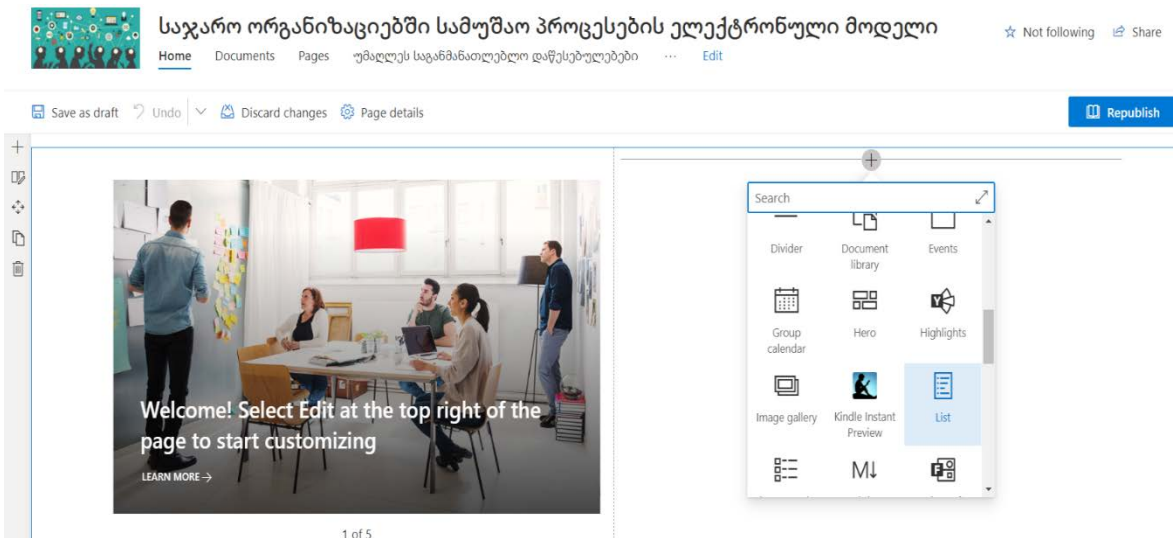 საჯარო ორგანიზაციებში სამუშაო პროცესების ელექტრონული მოდელი
Not following Share
Home Documents Pages უმაღლეს საგანმანათლებლო დაწესებულებები ... Edit
Save as draft Undo Discard changes Page details Republish
Search
Divider Document library Events
Group calendar Hero Highlights
Image gallery Kindle Instant Preview List
M↓
Welcome! Select Edit at the top right of the
page to start customizing
LEARN MORE →
1 of 5